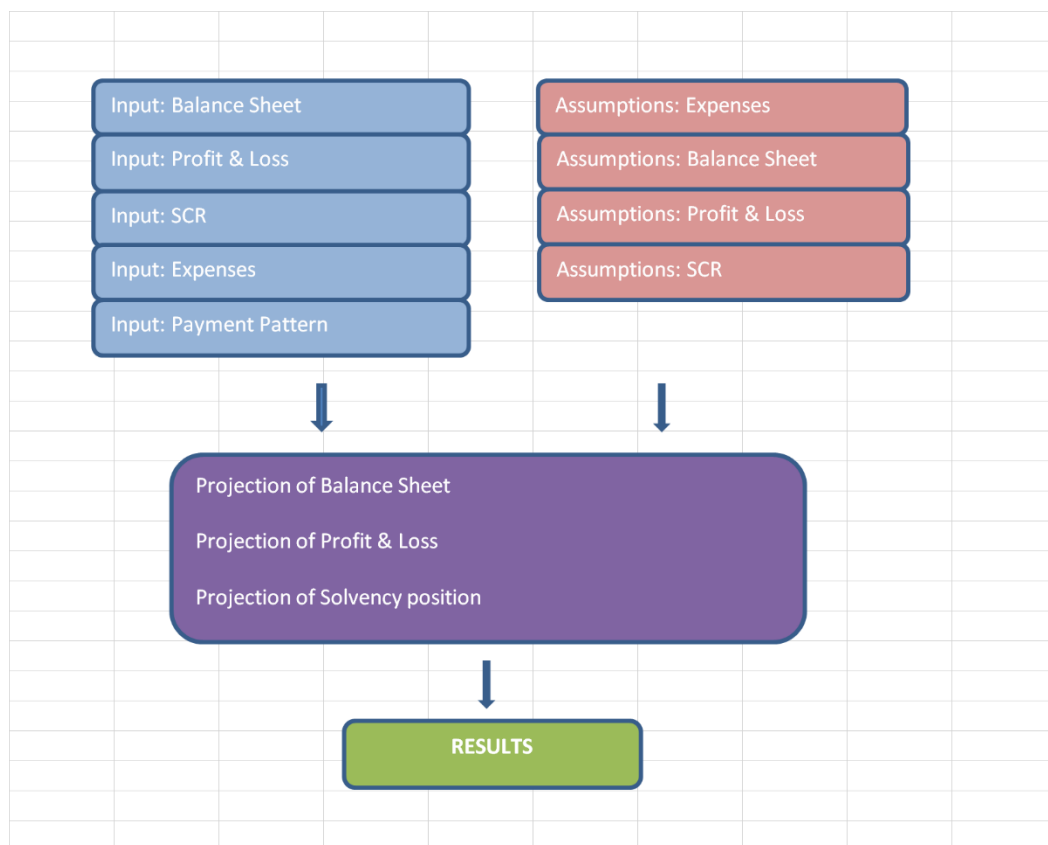 Input: Balance Sheet
Input: Profit & Loss
Input: SCR
Input: Expenses
Input: Payment Pattern
Assumptions: Expenses
Assumptions: Balance Sheet
Assumptions: Profit & Loss
Assumptions: SCR
Projection of Balance Sheet
Projection of Profit & Loss
Projection of Solvency position
RESULTS